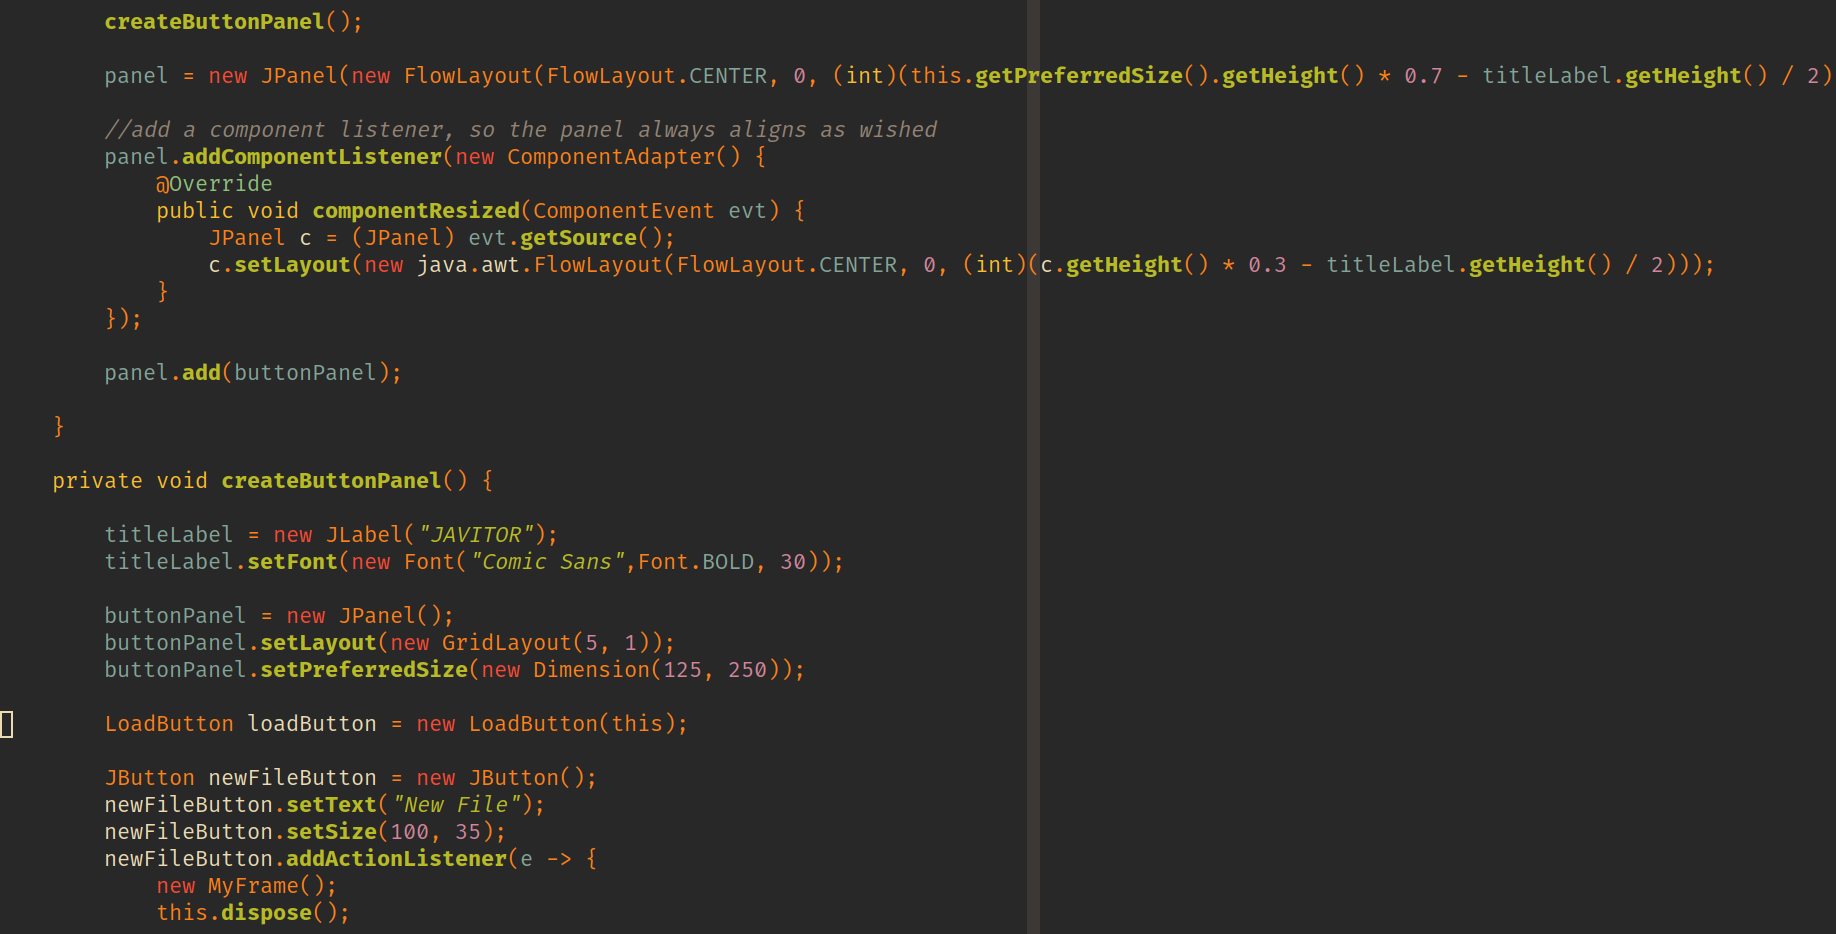 createButtonPanel();
panel = new JPanel(new FlowLayout(FlowLayout.CENTER, 0, (int)(this.getPreferredSize().getHeight() * 0.7 - titleLabel.getHeight() / 2)
//add a component listener, so the panel always aligns as wished
panel.addComponentListener(new ComponentAdapter() {
@Override
public void componentResized(ComponentEvent evt) {
JPanel c = (JPanel) evt.getSource();
c.setLayout(new java.awt.FlowLayout(FlowLayout.CENTER, 0, (int)(c.getHeight() * 0.3 - titleLabel.getHeight() / 2)));
}
});
panel.add(buttonPanel);
}
private void createButtonPanel() {
titleLabel = new JLabel("JAVITOR");
titleLabel.setFont(new Font("Comic Sans",Font.BOLD, 30));
buttonPanel = new JPanel();
buttonPanel.setLayout(new GridLayout(5, 1));
buttonPanel.setPreferredSize(new Dimension(125, 250));
LoadButton loadButton = new LoadButton(this);
JButton newFileButton = new JButton();
newFileButton.setText("New File");
newFileButton.setSize(100, 35);
newFileButton.addActionListener(e -> {
new MyFrame();
this.dispose();